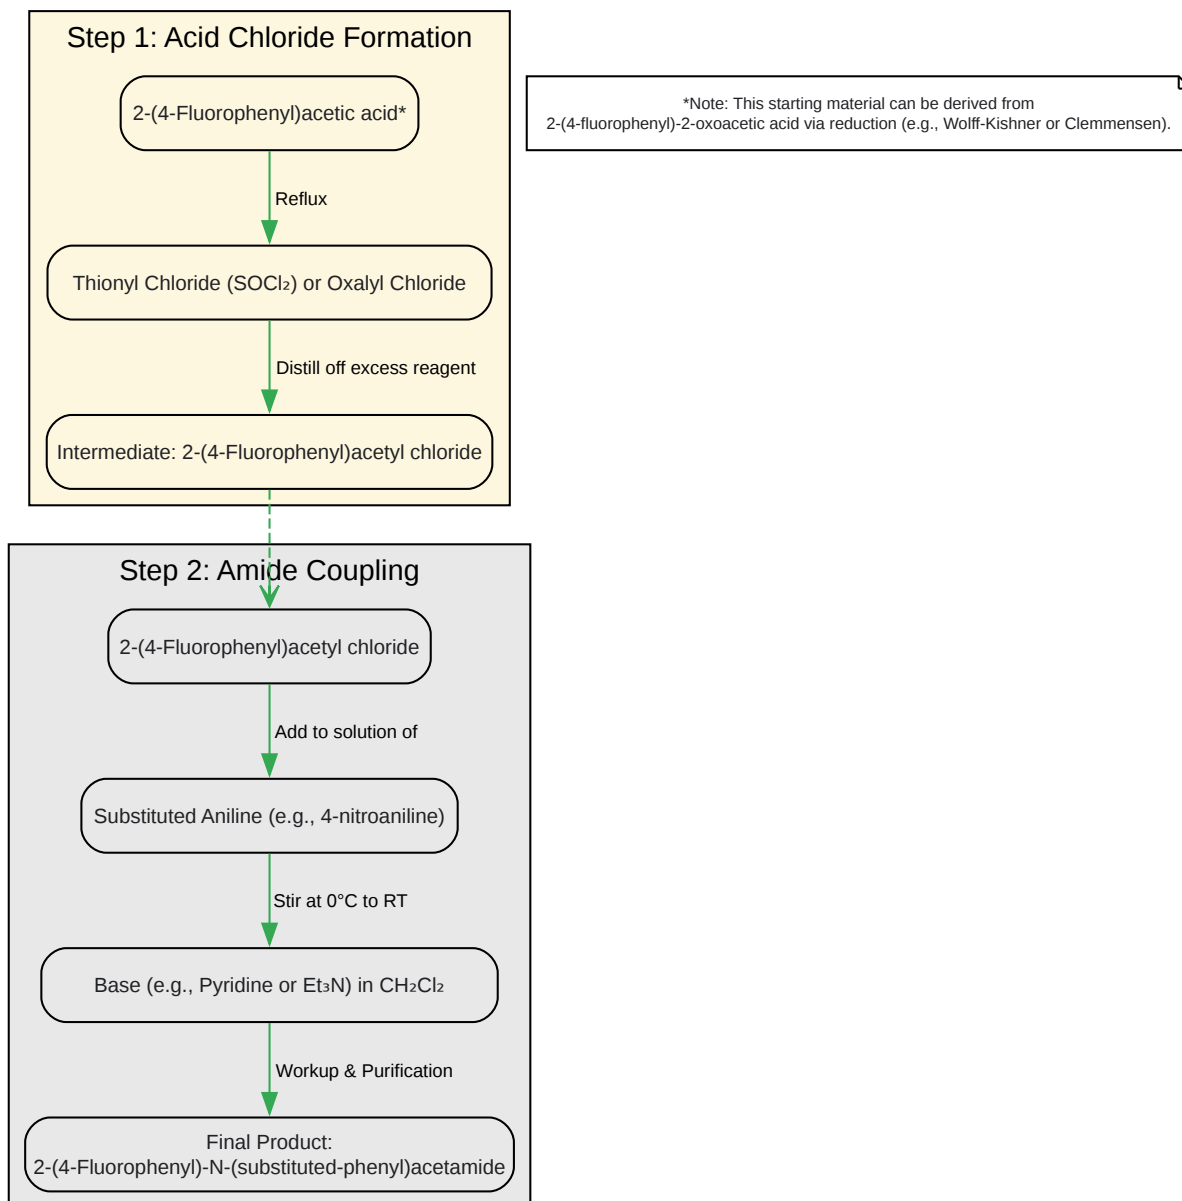 Step 1: Acid Chloride Formation
2-(4-Fluorophenyl)acetic acid*
*Note: This starting material can be derived from
2-(4-fluorophenyl)-2-oxoacetic acid via reduction (e.g., Wolff-Kishner or Clemmensen).
Reflux
Thionyl Chloride (SOCl₂) or Oxalyl Chloride
Distill off excess reagent
Intermediate: 2-(4-Fluorophenyl)acetyl chloride
Step 2: Amide Coupling
2-(4-Fluorophenyl)acetyl chloride
Add to solution of
Substituted Aniline (e.g., 4-nitroaniline)
Stir at 0°C to RT
Base (e.g., Pyridine or Et₃N) in CH₂Cl₂
Workup & Purification
Final Product:
2-(4-Fluorophenyl)-N-(substituted-phenyl)acetamide